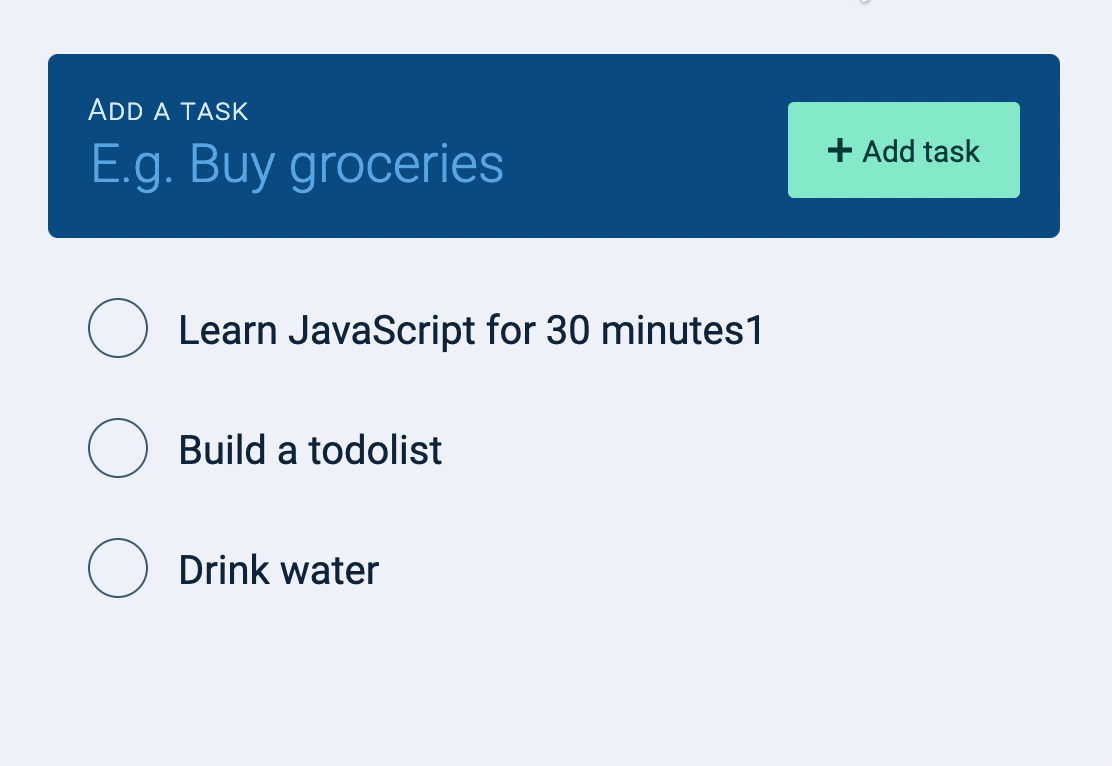 Add a task
E.g. Buy groceries
+ Add task
Learn JavaScript for 30 minutes1
Build a todolist
Drink water